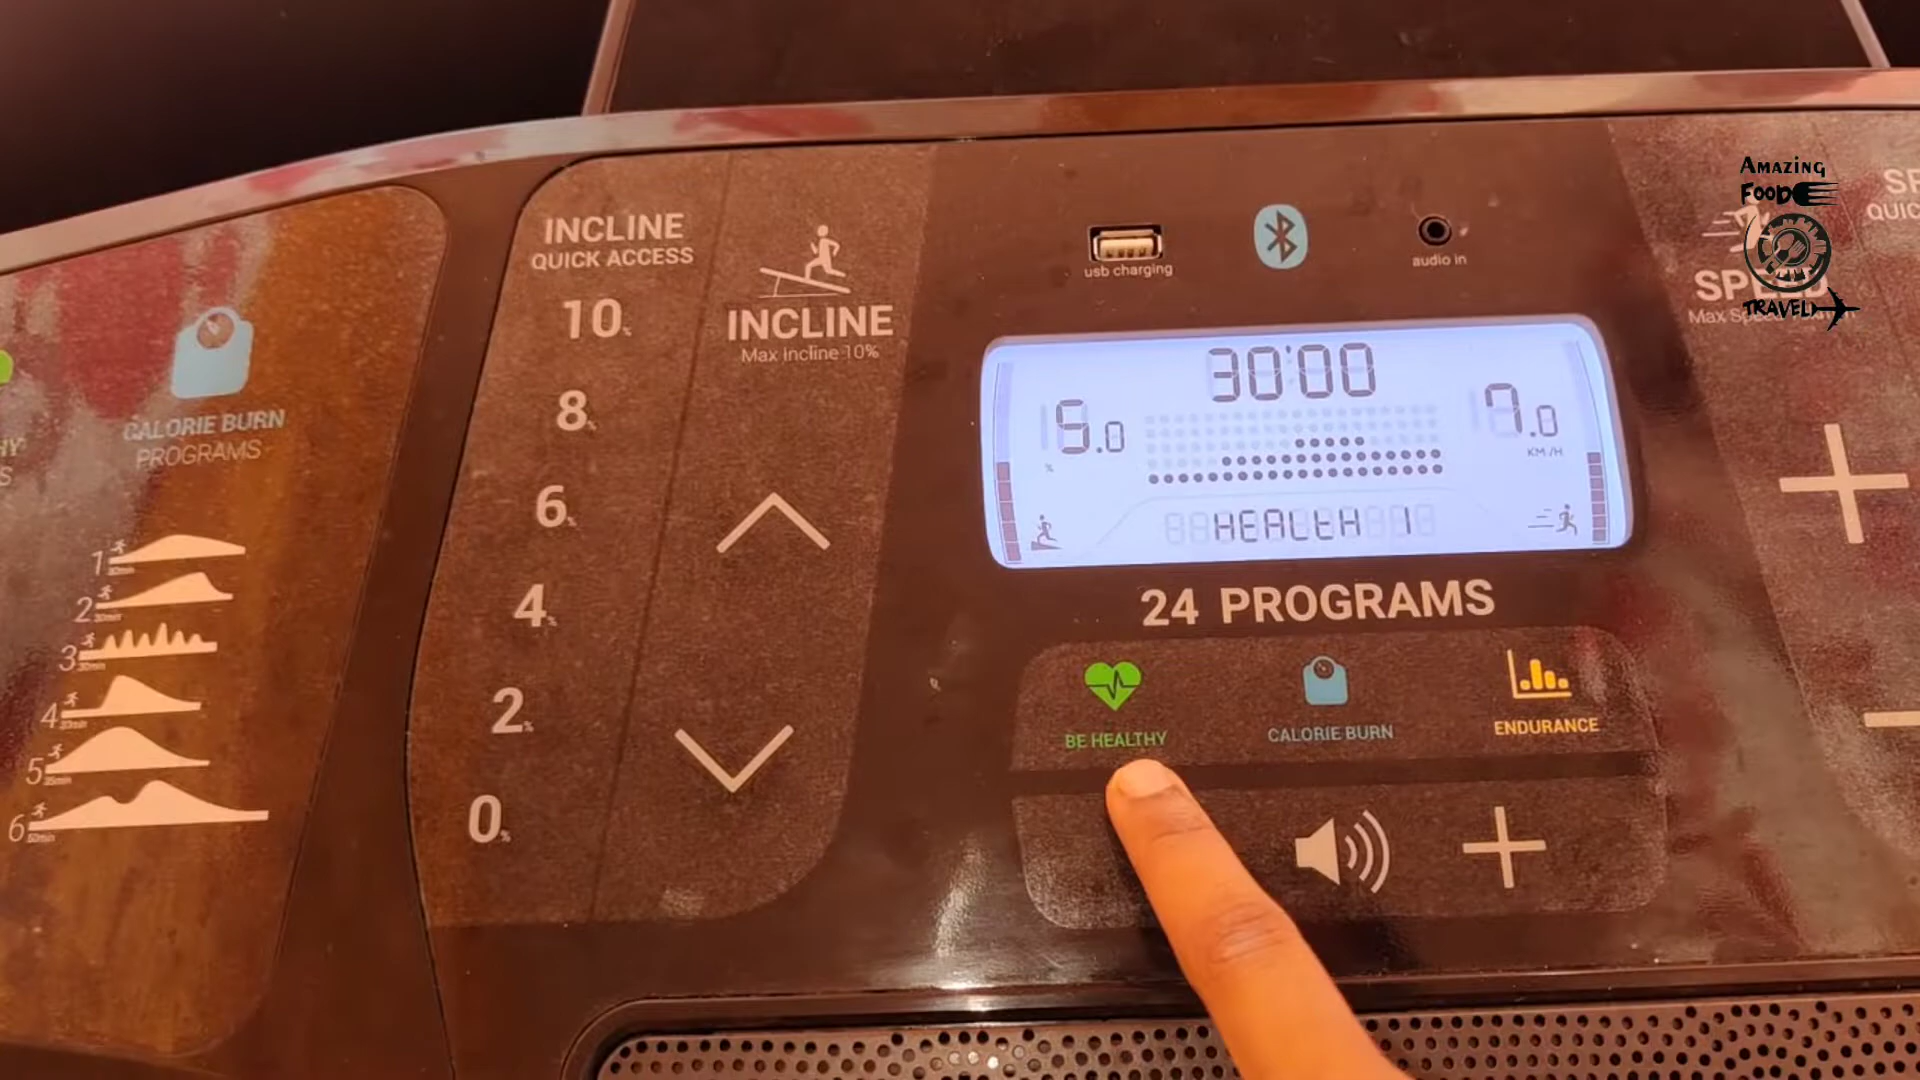 CALORIE BURN
PROGRAMS
1
2
3
4
5
6
INCLINE
QUICK ACCESS
10%
8%
6%
4%
2%
0%
INCLINE
Max Incline 10%
usb charging
audio in
30:00
5.0
%
7.0
KM/H
HEALTH 1
24 PROGRAMS
BE HEALTHY
CALORIE BURN
ENDURANCE
AMAZING
FOOD
TRAVEL